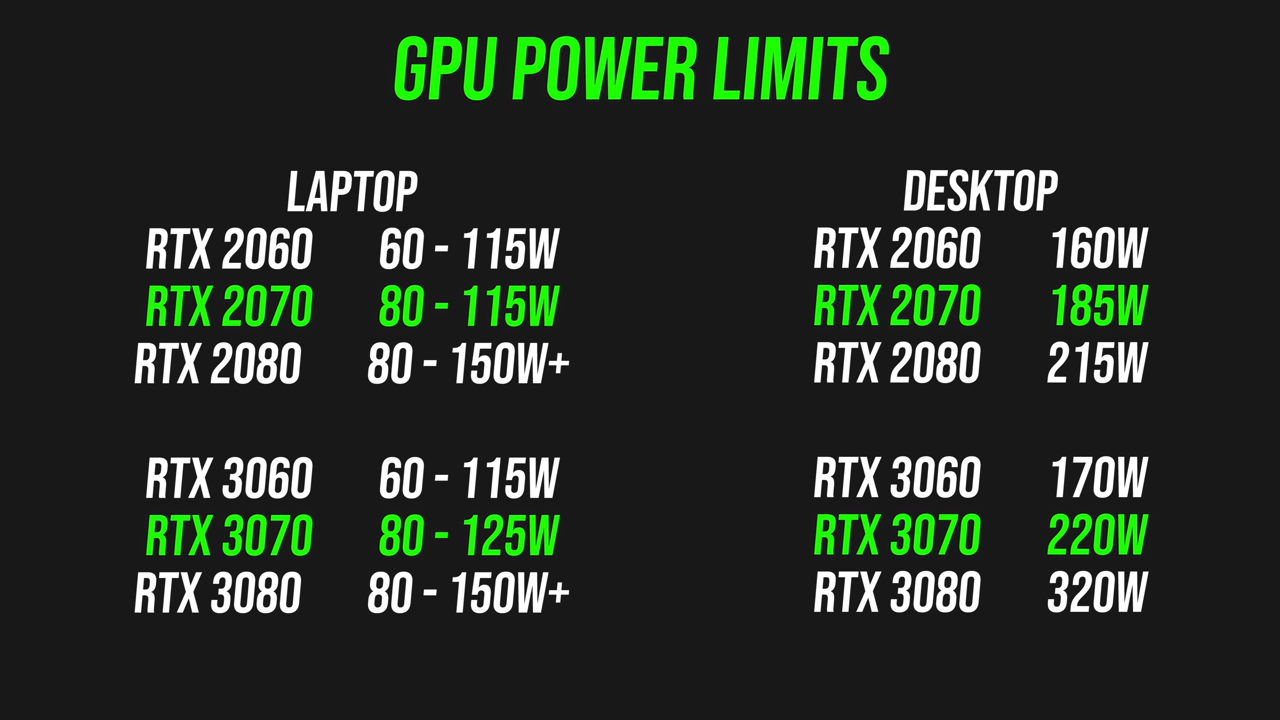 GPU POWER LIMITS
LAPTOP
RTX 2060 60 - 115W
RTX 2070 80 - 115W
RTX 2080 80 - 150W+
RTX 3060 60 - 115W
RTX 3070 80 - 125W
RTX 3080 80 - 150W+
DESKTOP
RTX 2060 160W
RTX 2070 185W
RTX 2080 215W
RTX 3060 170W
RTX 3070 220W
RTX 3080 320W